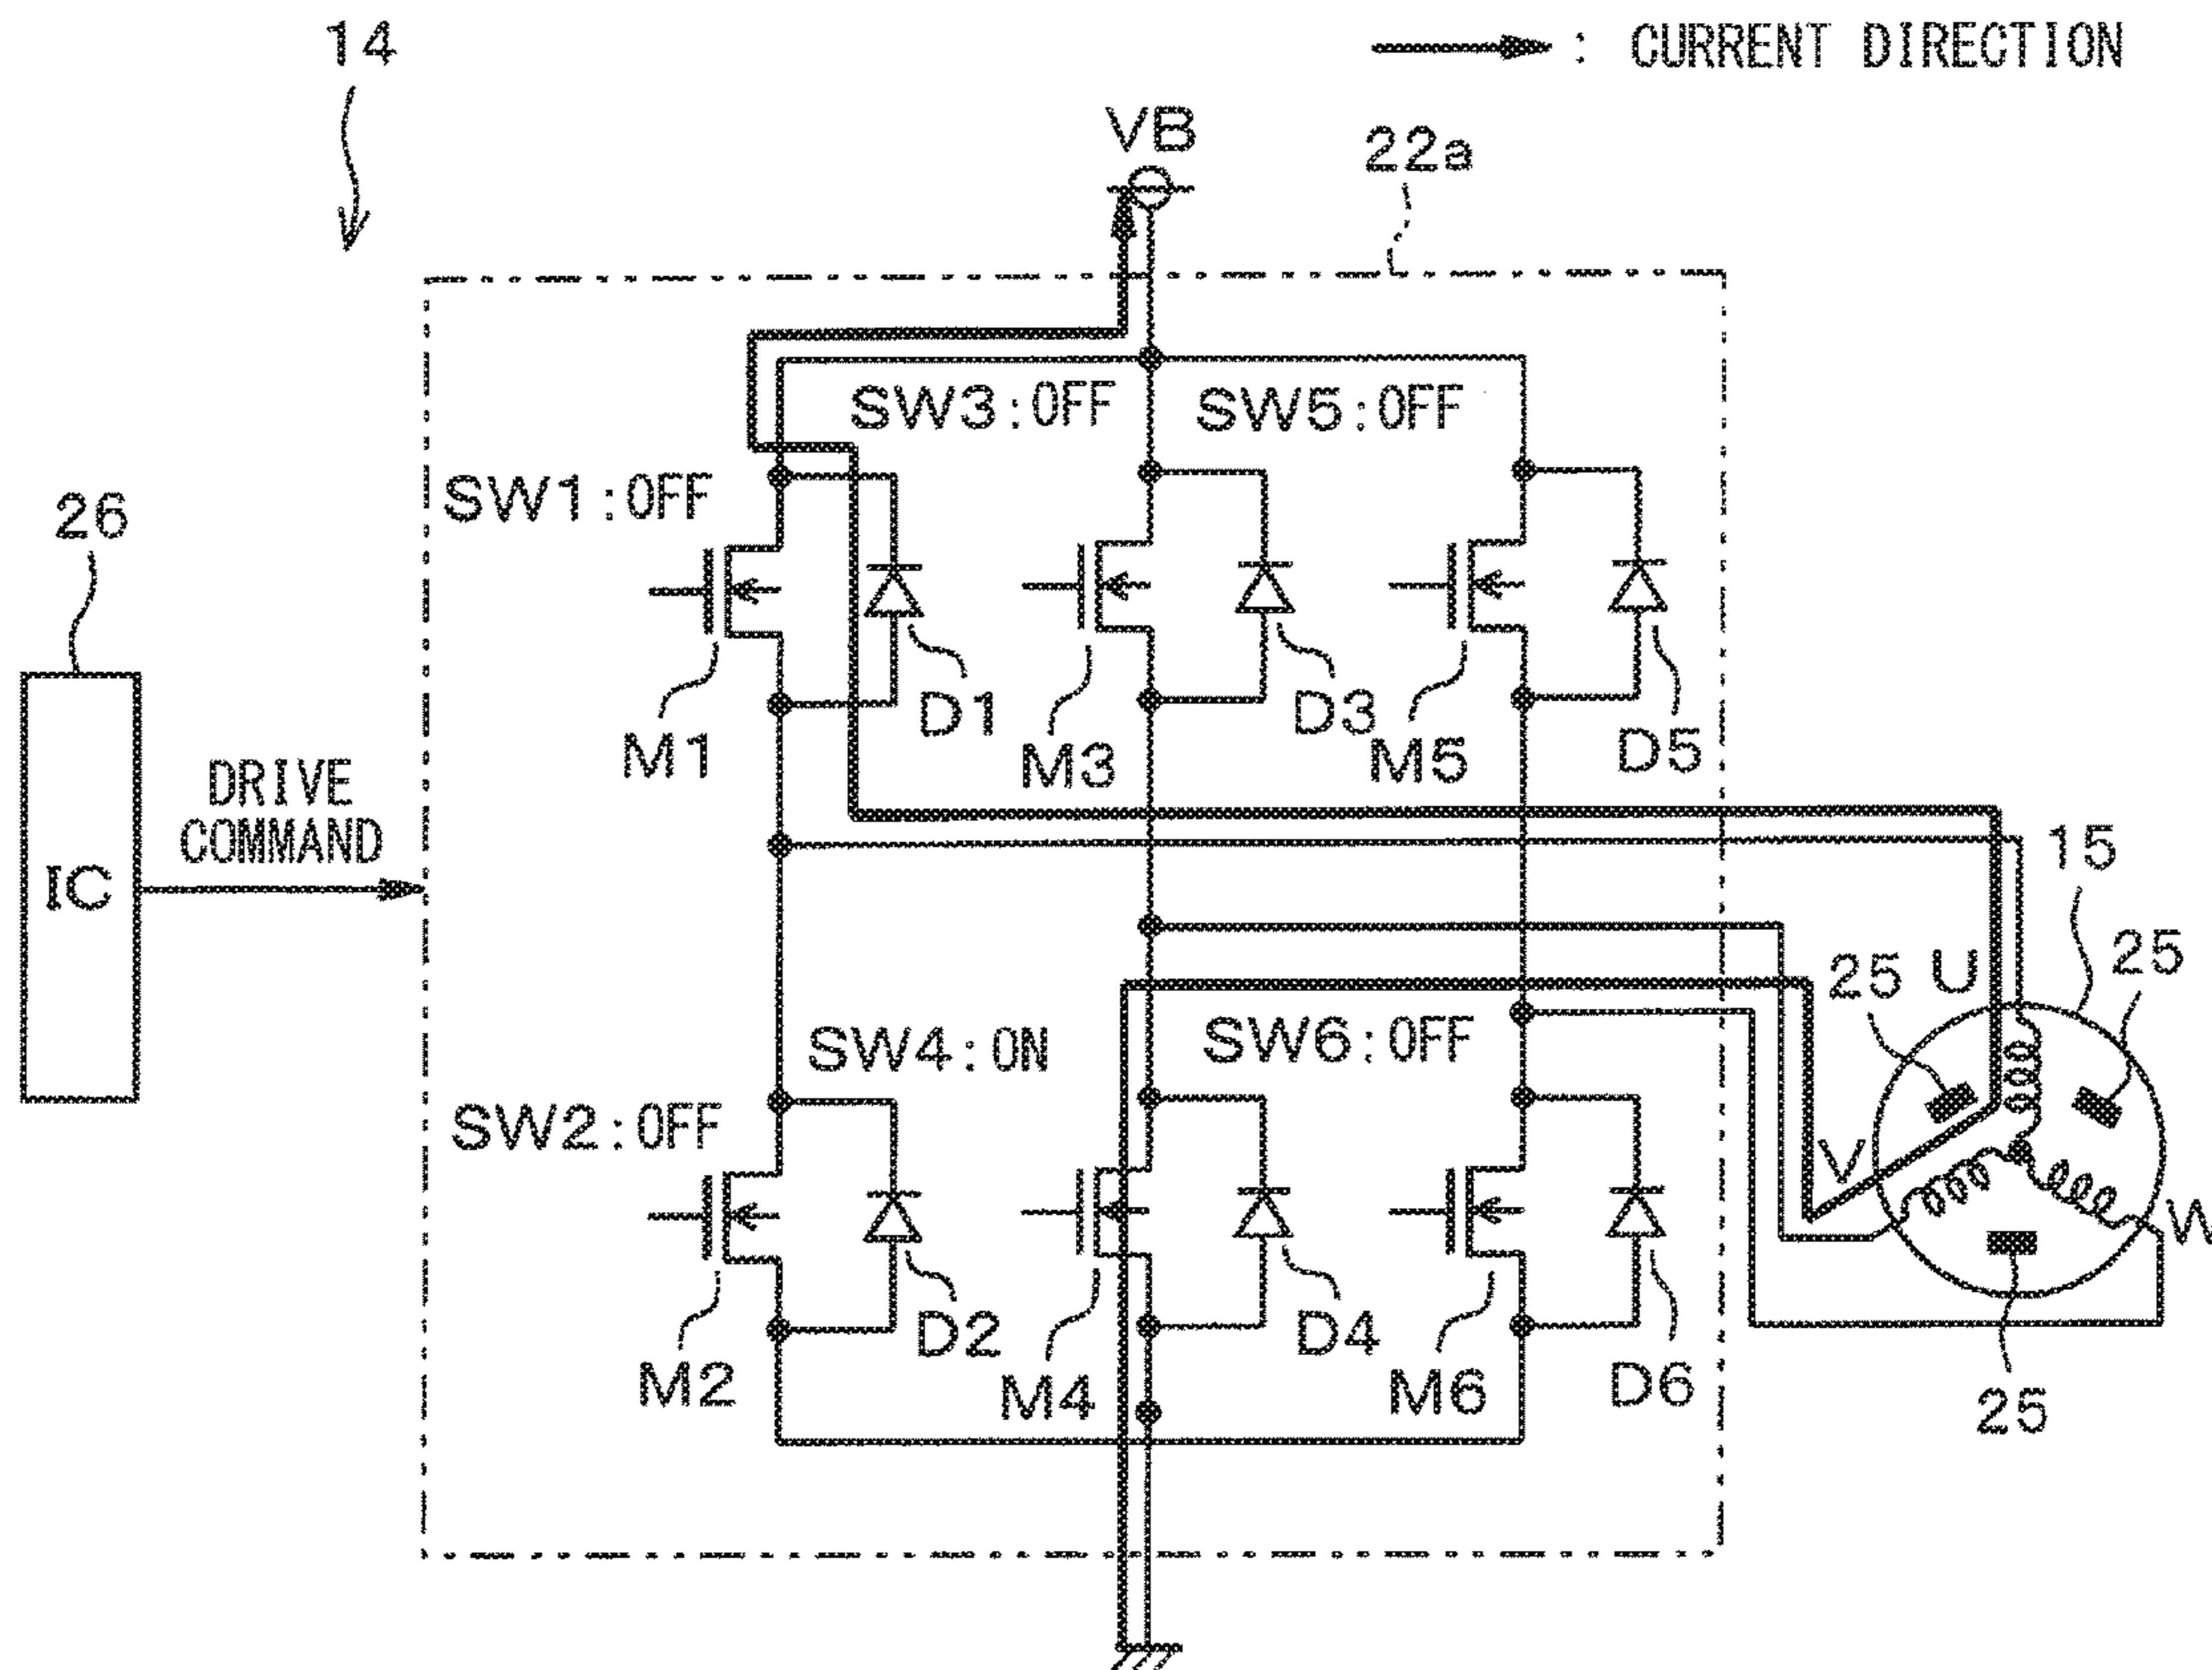 14
: CURRENT DIRECTION
VB
22a
SW3:OFF
SW5:OFF
SW1:OFF
26
D1
D3
D5
M1
M3
M5
DRIVE
COMMAND
IC
15
25
U
25
SW4:ON
SW6:OFF
SW2:OFF
V
W
D2
D4
D6
M2
M4
M6
25